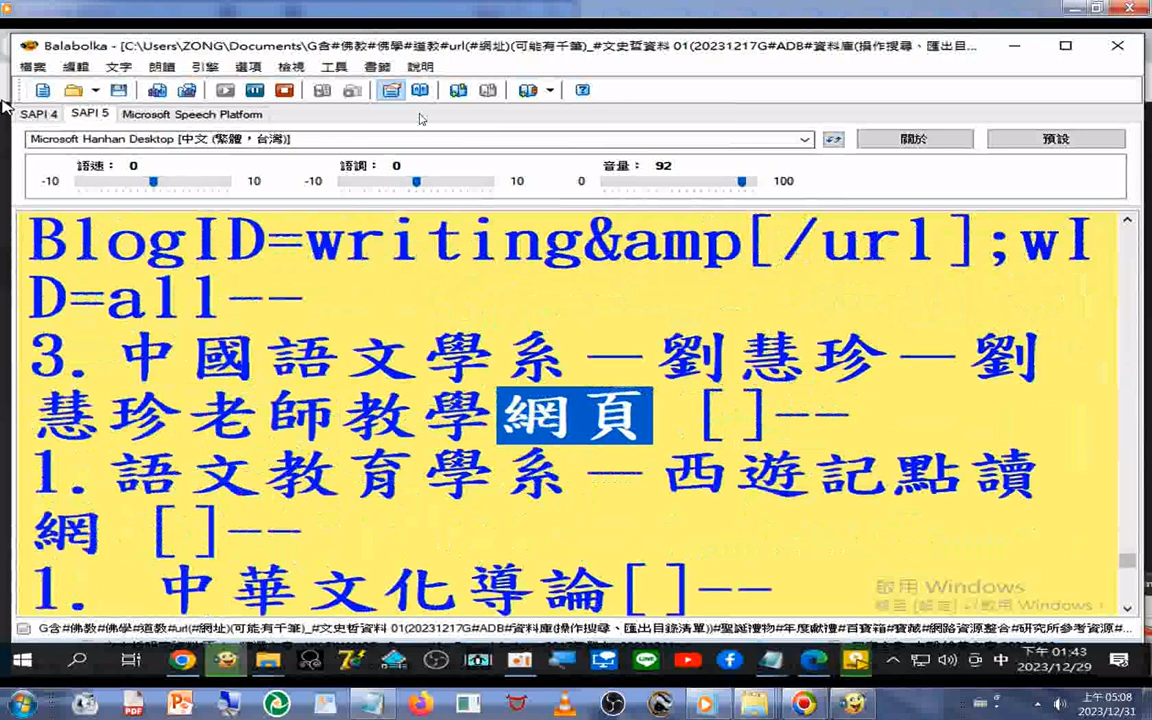 Balabolka - [C:\Users\ZONG\Documents\G含#佛教#佛學#道教#url(#網址)(可能有千筆)_#文史哲資料 01(20231217G#ADB#資料庫(操作搜尋、匯出目...
檔案 編輯 文字 朗讀 引擎 選項 檢視 工具 書籤 說明
SAPI 4 SAPI 5 Microsoft Speech Platform
Microsoft Hanhan Desktop [中文 (繁體，台灣)] 關於 預設
語速： 0 語調： 0 音量： 92
-10 10 -10 10 0 100
BlogID=writing&amp[/url];wI
D=all--
3. 中國語文學系－劉慧珍－劉
慧珍老師教學網頁 []--
1. 語文教育學系－西遊記點讀
網 []--
1. 中華文化導論[]--
啟用 Windows
G含#佛教#佛學#道教#url(#網址)(可能有千筆)_#文史哲資料 01(20231217G#ADB#資料庫(操作搜尋、匯出目錄清單))#聖誕禮物#年度獻禮#百寶箱#寶藏#網路資源整合#研究所參考資源#...
下午 01:43
中
2023/12/29
上午 05:08
2023/12/31